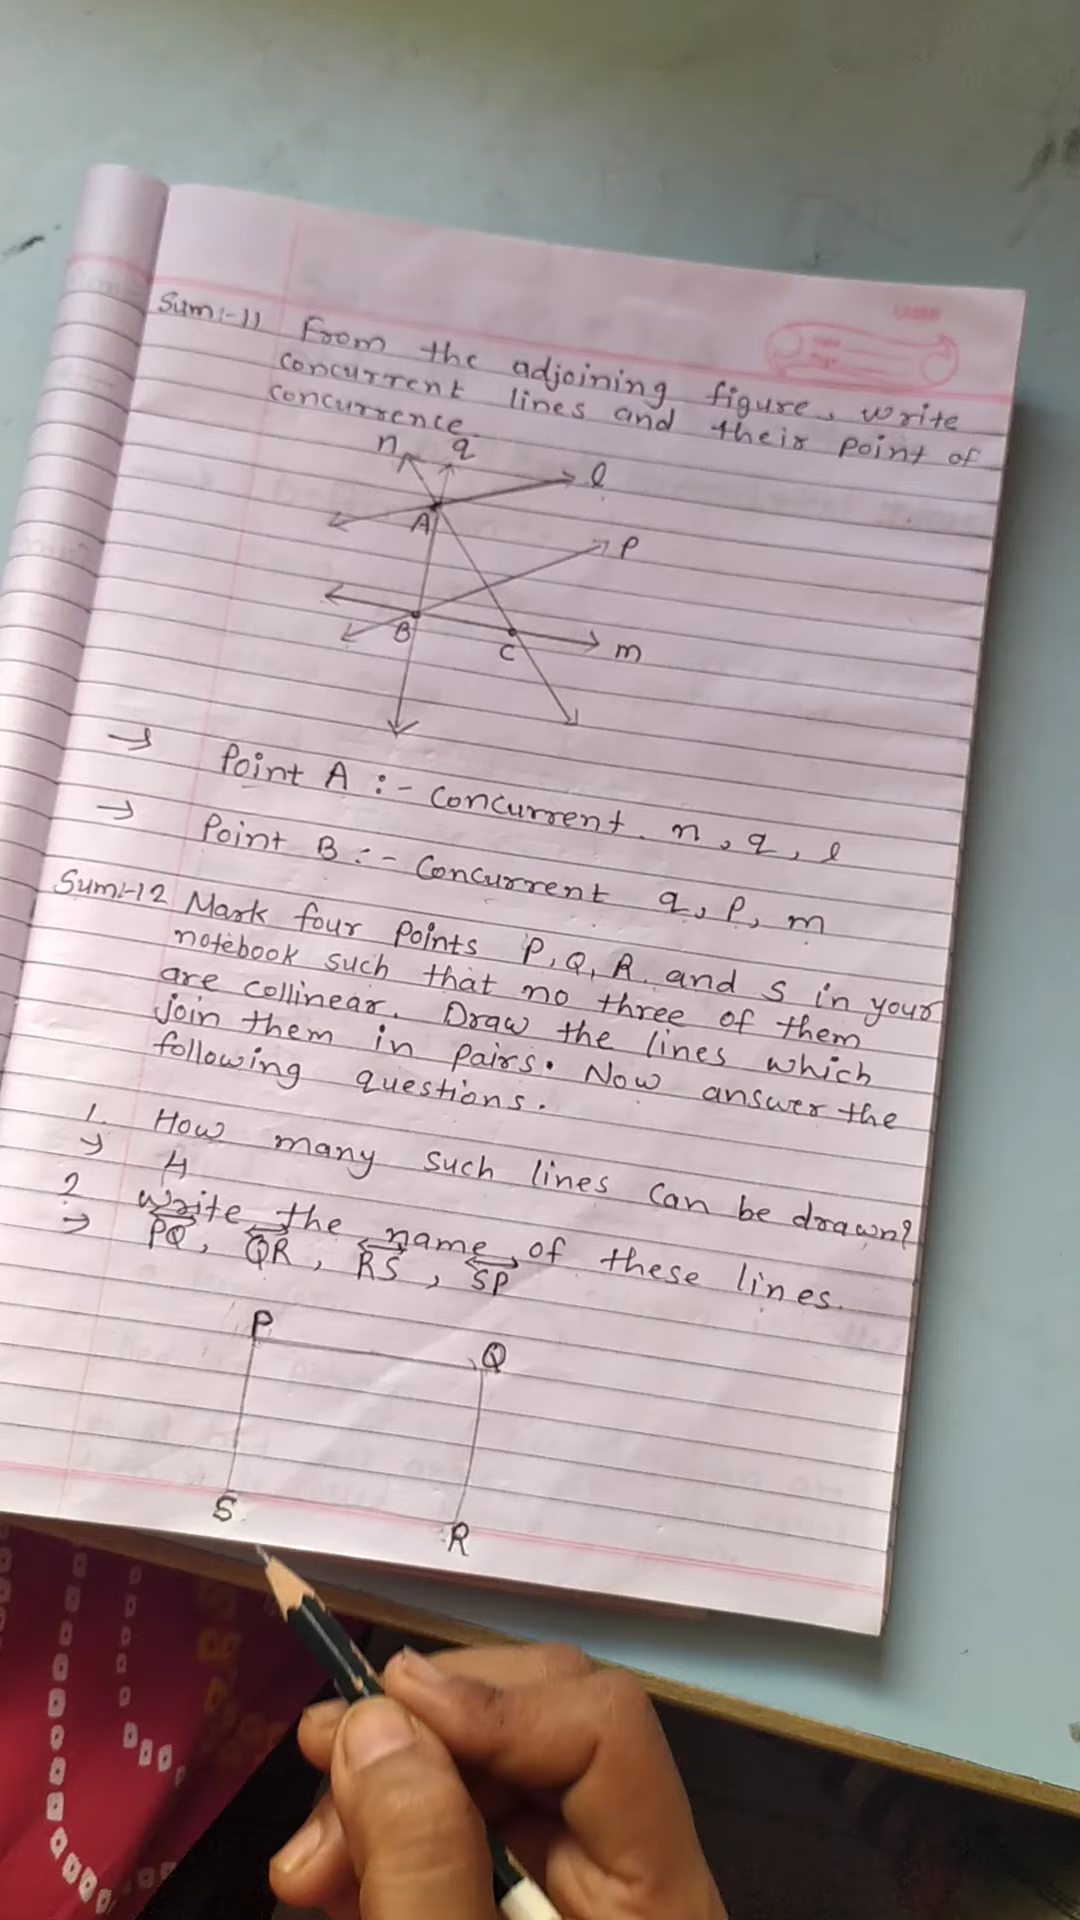 Sum:-11 From the adjoining figure, write
concurrent lines and their point of
concurrence.
n q l
A p
B C m
→ Point A :- Concurrent n, q, l
→ Point B :- Concurrent q, p, m
Sum:-12 Mark four points P, Q, R, and S in your
notebook such that no three of them
are collinear. Draw the lines which
join them in pairs. Now answer the
following questions.
1. How many such lines can be drawn?
→ 4
2 write the name of these lines.
→ PQ, QR, RS, SP
P Q
S R